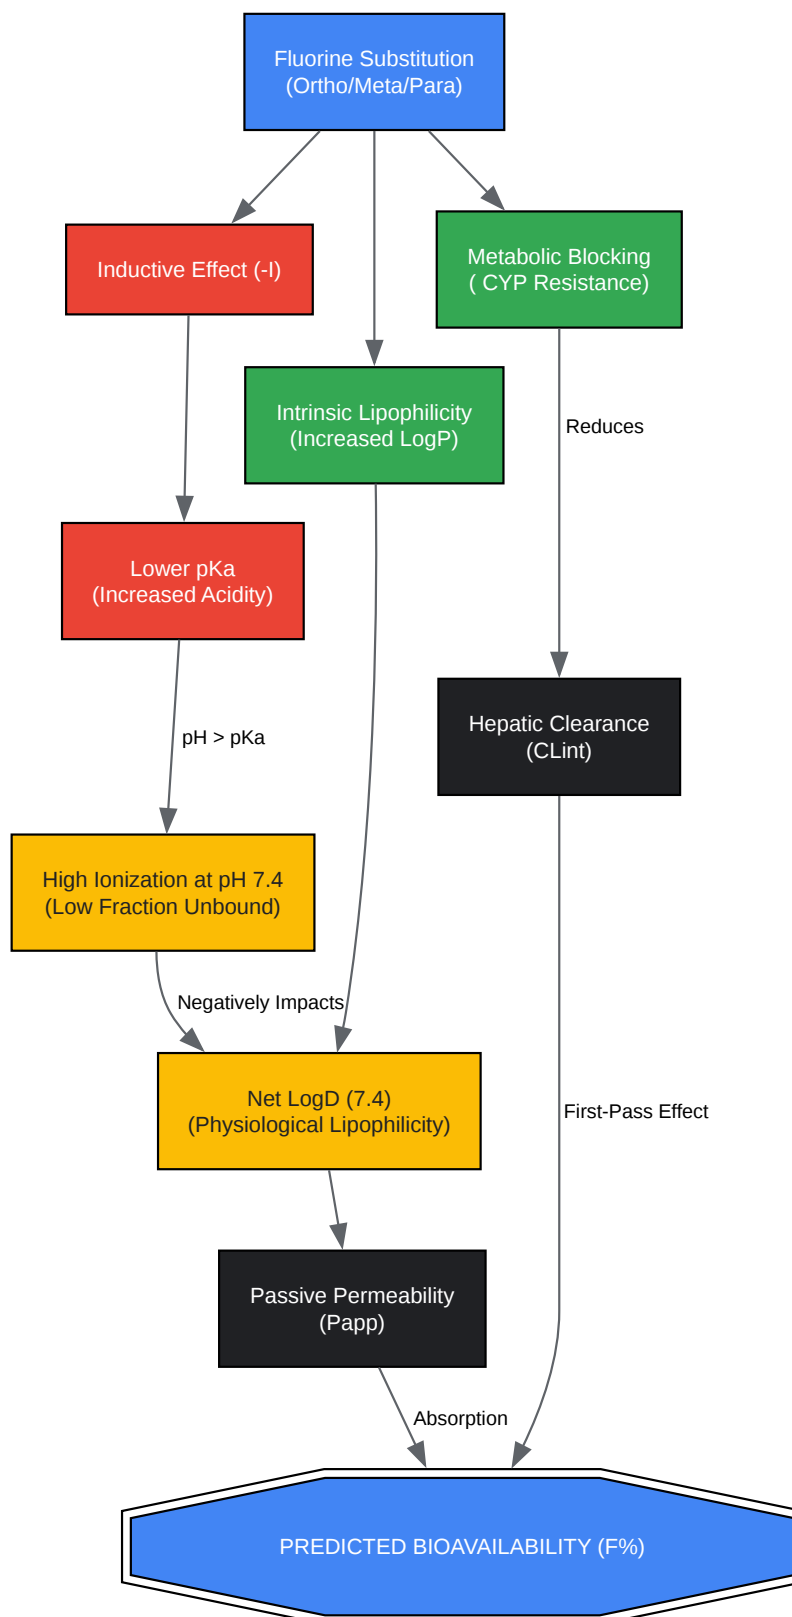 Fluorine Substitution
(Ortho/Meta/Para)
Inductive Effect (-I)
Metabolic Blocking
( CYP Resistance)
Intrinsic Lipophilicity
(Increased LogP)
Reduces
Lower pKa
(Increased Acidity)
pH > pKa
Hepatic Clearance
(CLint)
High Ionization at pH 7.4
(Low Fraction Unbound)
Negatively Impacts
Net LogD (7.4)
(Physiological Lipophilicity)
First-Pass Effect
Passive Permeability
(Papp)
Absorption
PREDICTED BIOAVAILABILITY (F%)